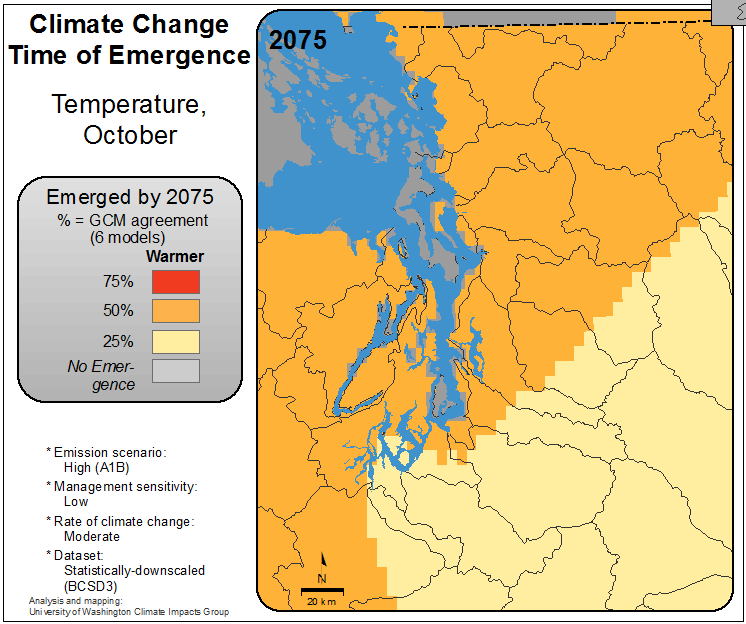 Climate Change
Time of Emergence
2075
Temperature,
October
Emerged by 2075
% = GCM agreement
(6 models)
Warmer
75%
50%
25%
No Emer-
gence
* Emission scenario:
High (A1B)
* Management sensitivity:
Low
* Rate of climate change:
Moderate
* Dataset:
Statistically-downscaled
(BCSD3)
Analysis and mapping:
University of Washington Climate Impacts Group
N
20 km